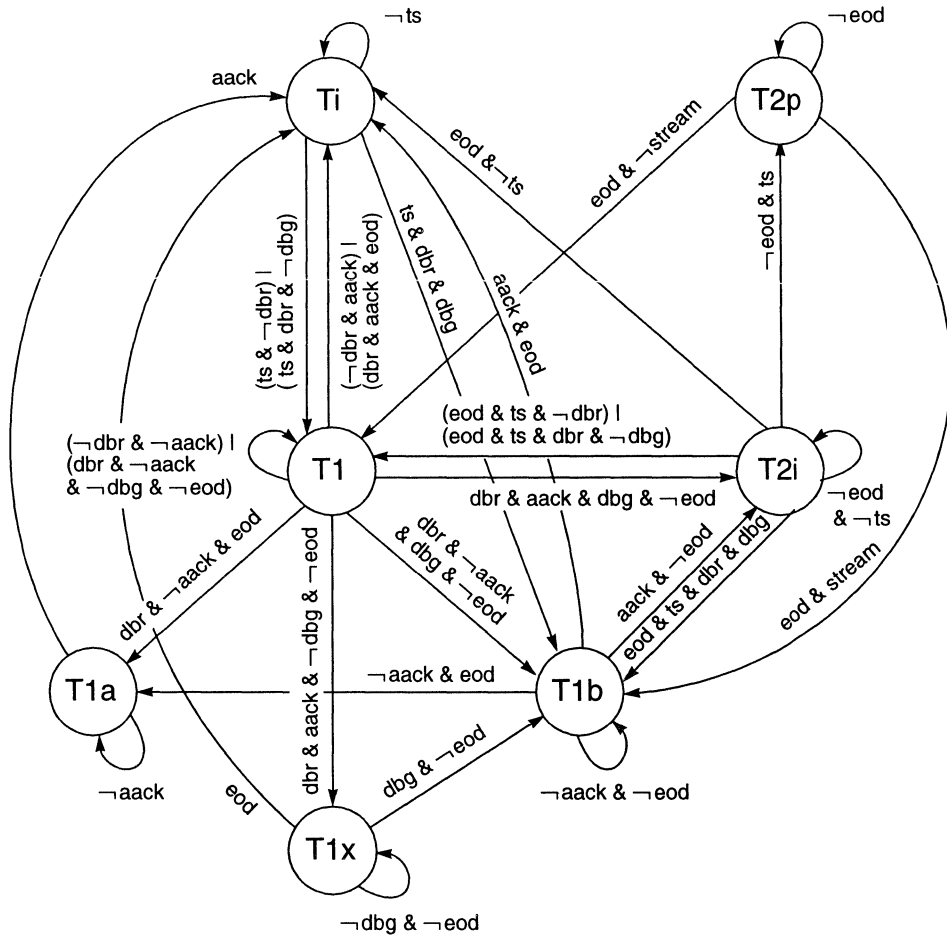 ¬ts
¬eod
aack
Ti
T2p
eod &¬ts
eod & ¬stream
¬eod & ts
(ts & ¬dbr) |
( ts & dbr & ¬dbg)
(¬dbr & aack) |
(dbr & aack & eod)
ts & dbr & dbg
aack & eod
(eod & ts & ¬dbr) |
(eod & ts & dbr & ¬dbg)
(¬dbr & ¬aack) |
(dbr & ¬aack
& ¬dbg & ¬eod)
T1
T2i
dbr & aack & dbg & ¬eod
¬eod
& ¬ts
dbr & ¬aack & eod
dbr & aack & ¬dbg & ¬eod
dbr & ¬aack
& dbg & ¬eod
aack & ¬eod
eod & ts & dbr & dbg
eod & stream
T1a
¬aack & eod
T1b
¬aack
eod
dbg & ¬eod
¬aack & ¬eod
T1x
¬dbg & ¬eod